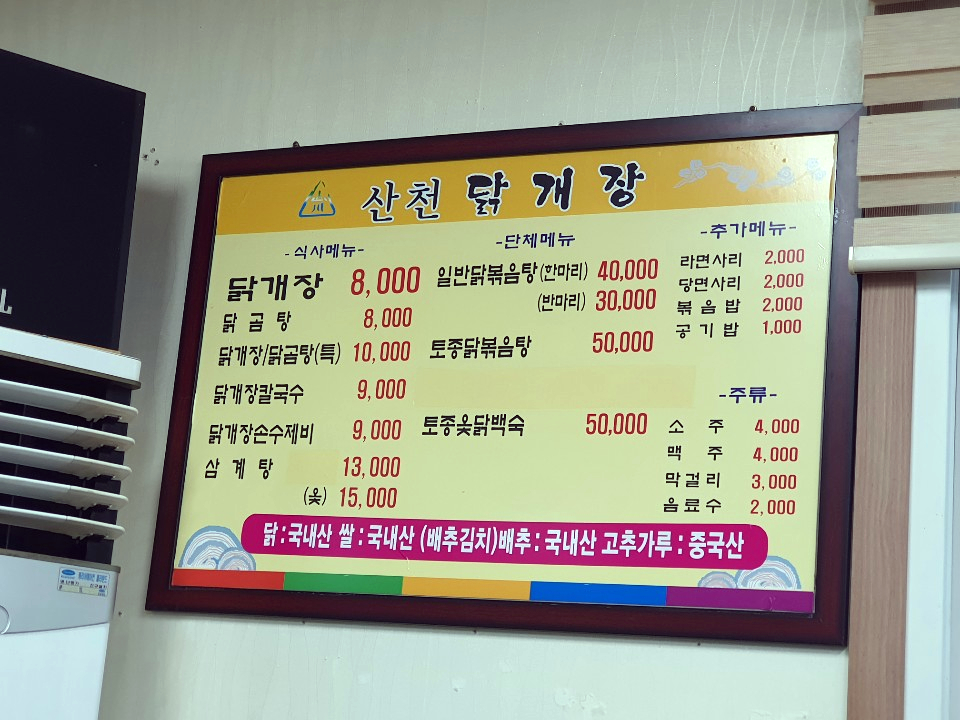 산천 닭개장
-식사메뉴-
닭개장 8,000
닭곰탕 8,000
닭개장/닭곰탕(특) 10,000
닭개장칼국수 9,000
닭개장손수제비 9,000
삼계탕 13,000
(옻) 15,000
-단체메뉴-
일반닭볶음탕(한마리) 40,000
(반마리) 30,000
토종닭볶음탕 50,000
토종옻닭백숙 50,000
-추가메뉴-
라면사리 2,000
당면사리 2,000
볶음밥 2,000
공기밥 1,000
-주류-
소주 4,000
맥주 4,000
막걸리 3,000
음료수 2,000
닭:국내산 쌀:국내산 (배추김치)배추:국내산 고추가루:중국산